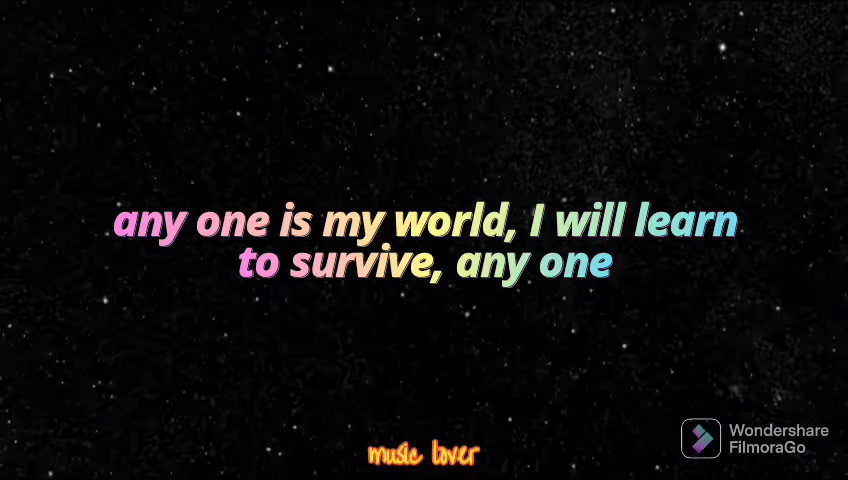 any one is my world, I will learn
to survive, any one
music lover
Wondershare
FilmoraGo